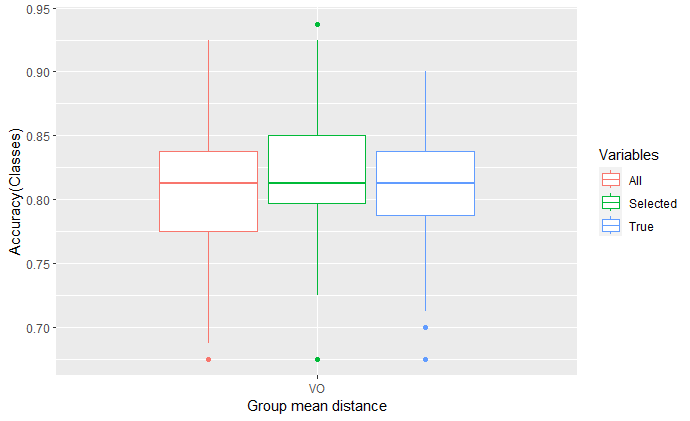 0.95
0.90
0.85
0.80
0.75
0.70
Accuracy(Classes)
VO
Group mean distance
Variables
All
Selected
True